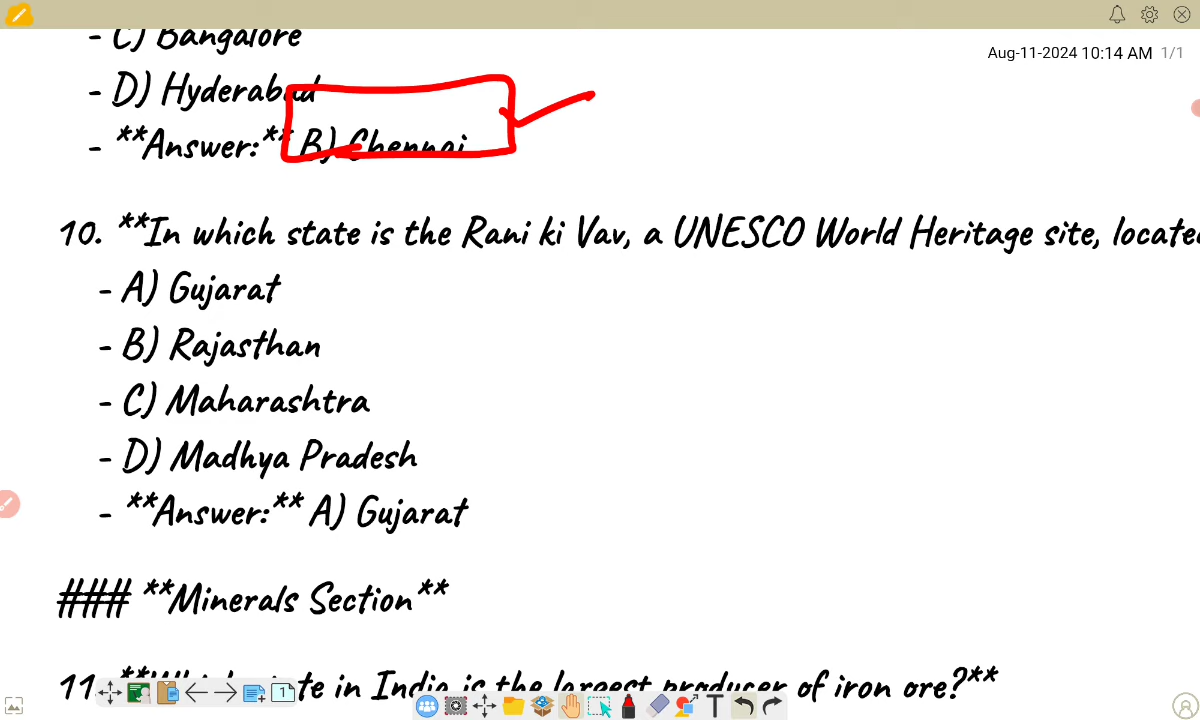 Aug-11-2024 10:14 AM 1/1
- C) Bangalore
- D) Hyderabad
- **Answer:** B) Chennai
10. **In which state is the Rani ki Vav, a UNESCO World Heritage site, locate
- A) Gujarat
- B) Rajasthan
- C) Maharashtra
- D) Madhya Pradesh
- **Answer:** A) Gujarat
### **Minerals Section**
11. **Which state in India is the largest producer of iron ore?**